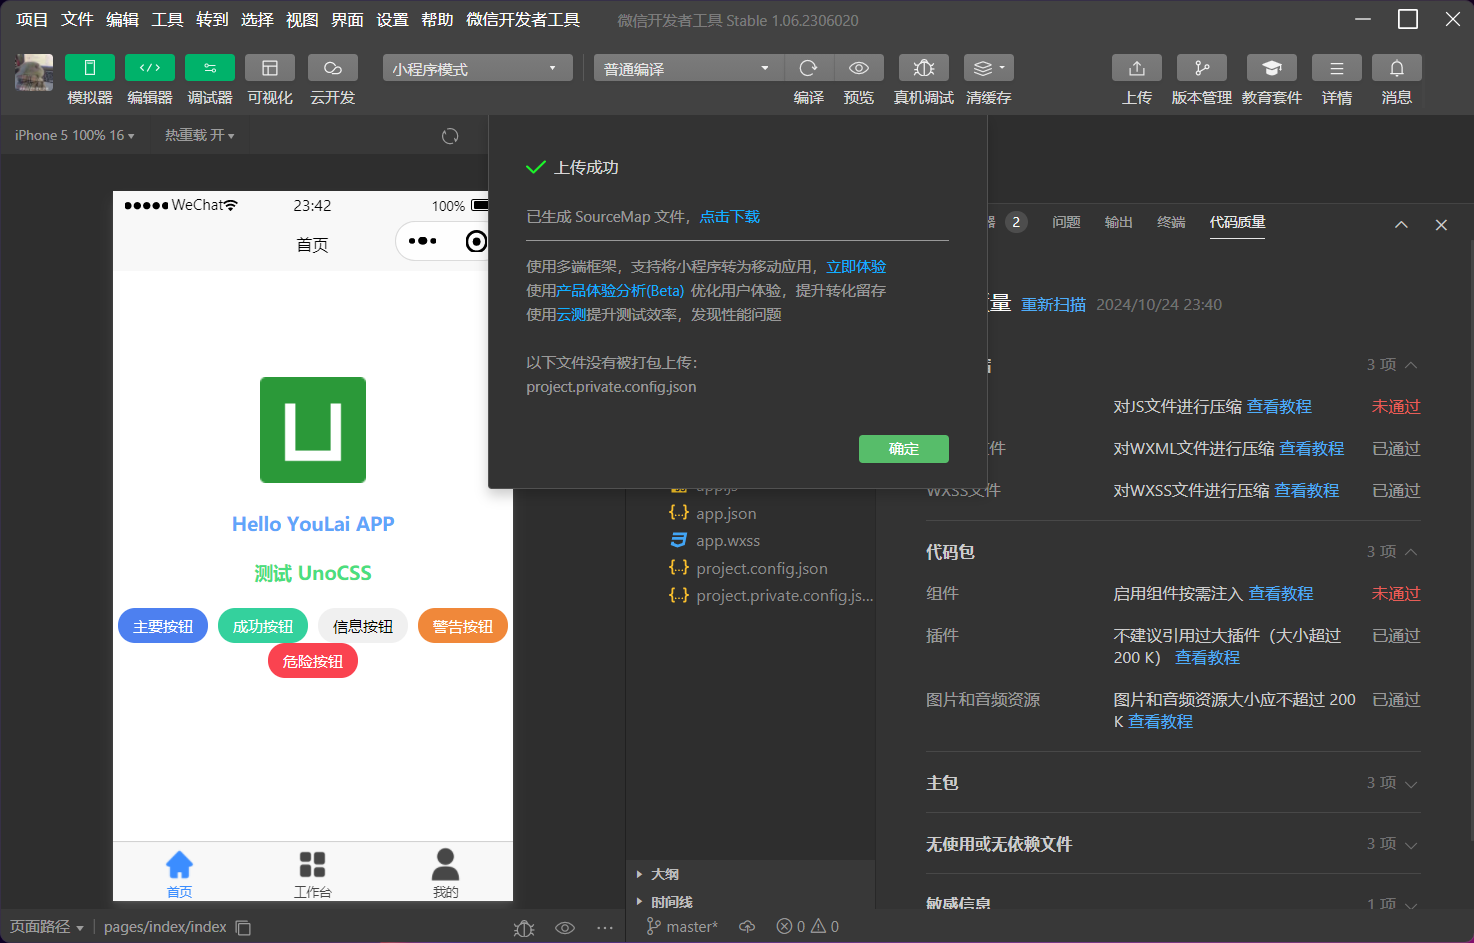 项目 文件 编辑 工具 转到 选择 视图 界面 设置 帮助 微信开发者工具 微信开发者工具 Stable 1.06.2306020
小程序模式 普通编译
模拟器 编辑器 调试器 可视化 云开发 编译 预览 真机调试 清缓存 上传 版本管理 教育套件 详情 消息
iPhone 5 100% 16 热重载 开
WeChat 23:42 100%
首页
Hello YouLai APP
测试 UnoCSS
主要按钮 成功按钮 信息按钮 警告按钮
危险按钮
首页 工作台 我的
页面路径 pages/index/index
上传成功
已生成 SourceMap 文件，点击下载
使用多端框架，支持将小程序转为移动应用，立即体验
使用产品体验分析(Beta) 优化用户体验，提升转化留存
使用云测提升测试效率，发现性能问题
以下文件没有被打包上传：
project.private.config.json
确定
app.js
app.json
app.wxss
project.config.json
project.private.config.js...
大纲
时间线
master* 0 0
器 2 问题 输出 终端 代码质量
量 重新扫描 2024/10/24 23:40
3 项
对JS文件进行压缩 查看教程 未通过
件 对WXML文件进行压缩 查看教程 已通过
WXSS文件 对WXSS文件进行压缩 查看教程 已通过
代码包 3 项
组件 启用组件按需注入 查看教程 未通过
插件 不建议引用过大插件（大小超过 200 K） 查看教程 已通过
图片和音频资源 图片和音频资源大小应不超过 200 K 查看教程 已通过
主包 3 项
无使用或无依赖文件 3 项
敏感信息 1 项